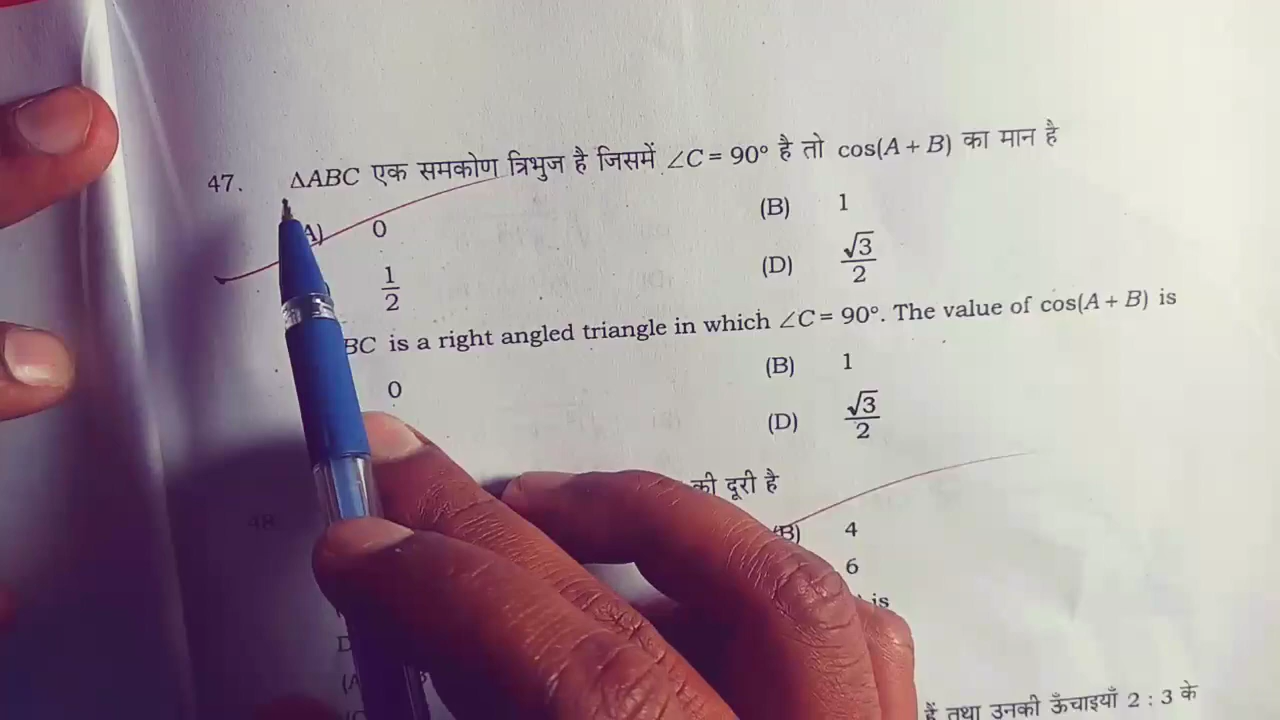 47. ΔABC एक समकोण त्रिभुज है जिसमें ∠C = 90° है तो cos(A + B) का मान है
A) 0 (B) 1
1/2 (D) √3/2
BC is a right angled triangle in which ∠C = 90°. The value of cos(A + B) is
0 (B) 1
(D) √3/2
48. की दूरी है
(B) 4
6
is
D
(A
हैं तथा उनकी ऊँचाइयाँ 2 : 3 के